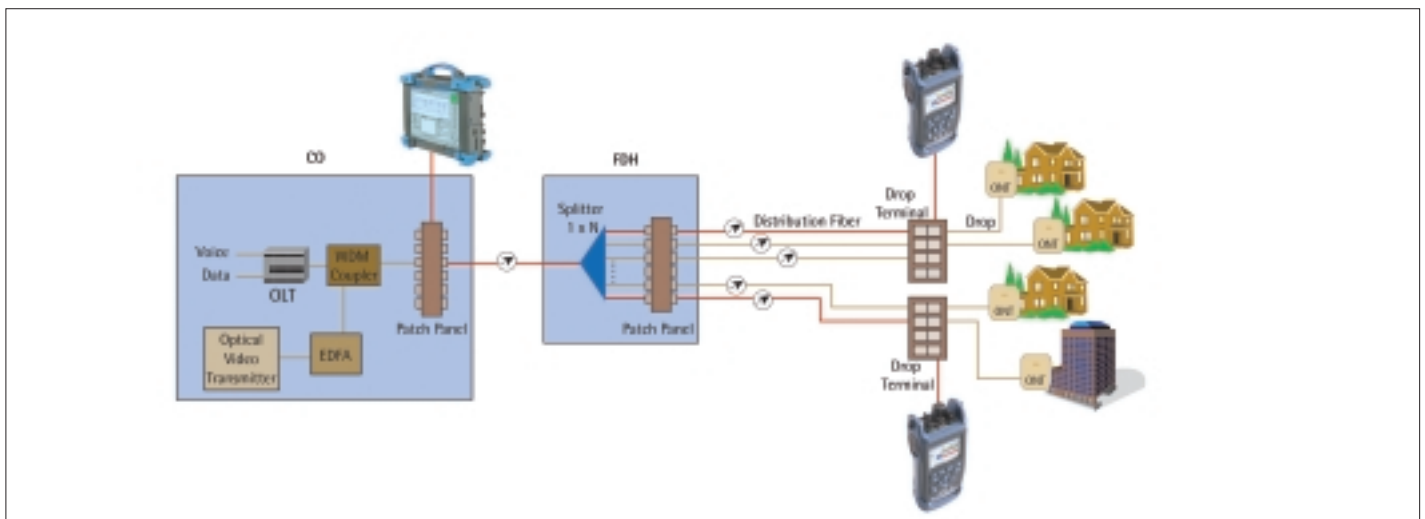 CO
FDH
Voice
Data
OLT
WDM
Coupler
Patch Panel
Optical
Video
Transmitter
EDFA
Splitter
1 x N
Patch Panel
Distribution Fiber
Drop
Terminal
Drop
Drop
Terminal
ONT
ONT
ONT
ONT